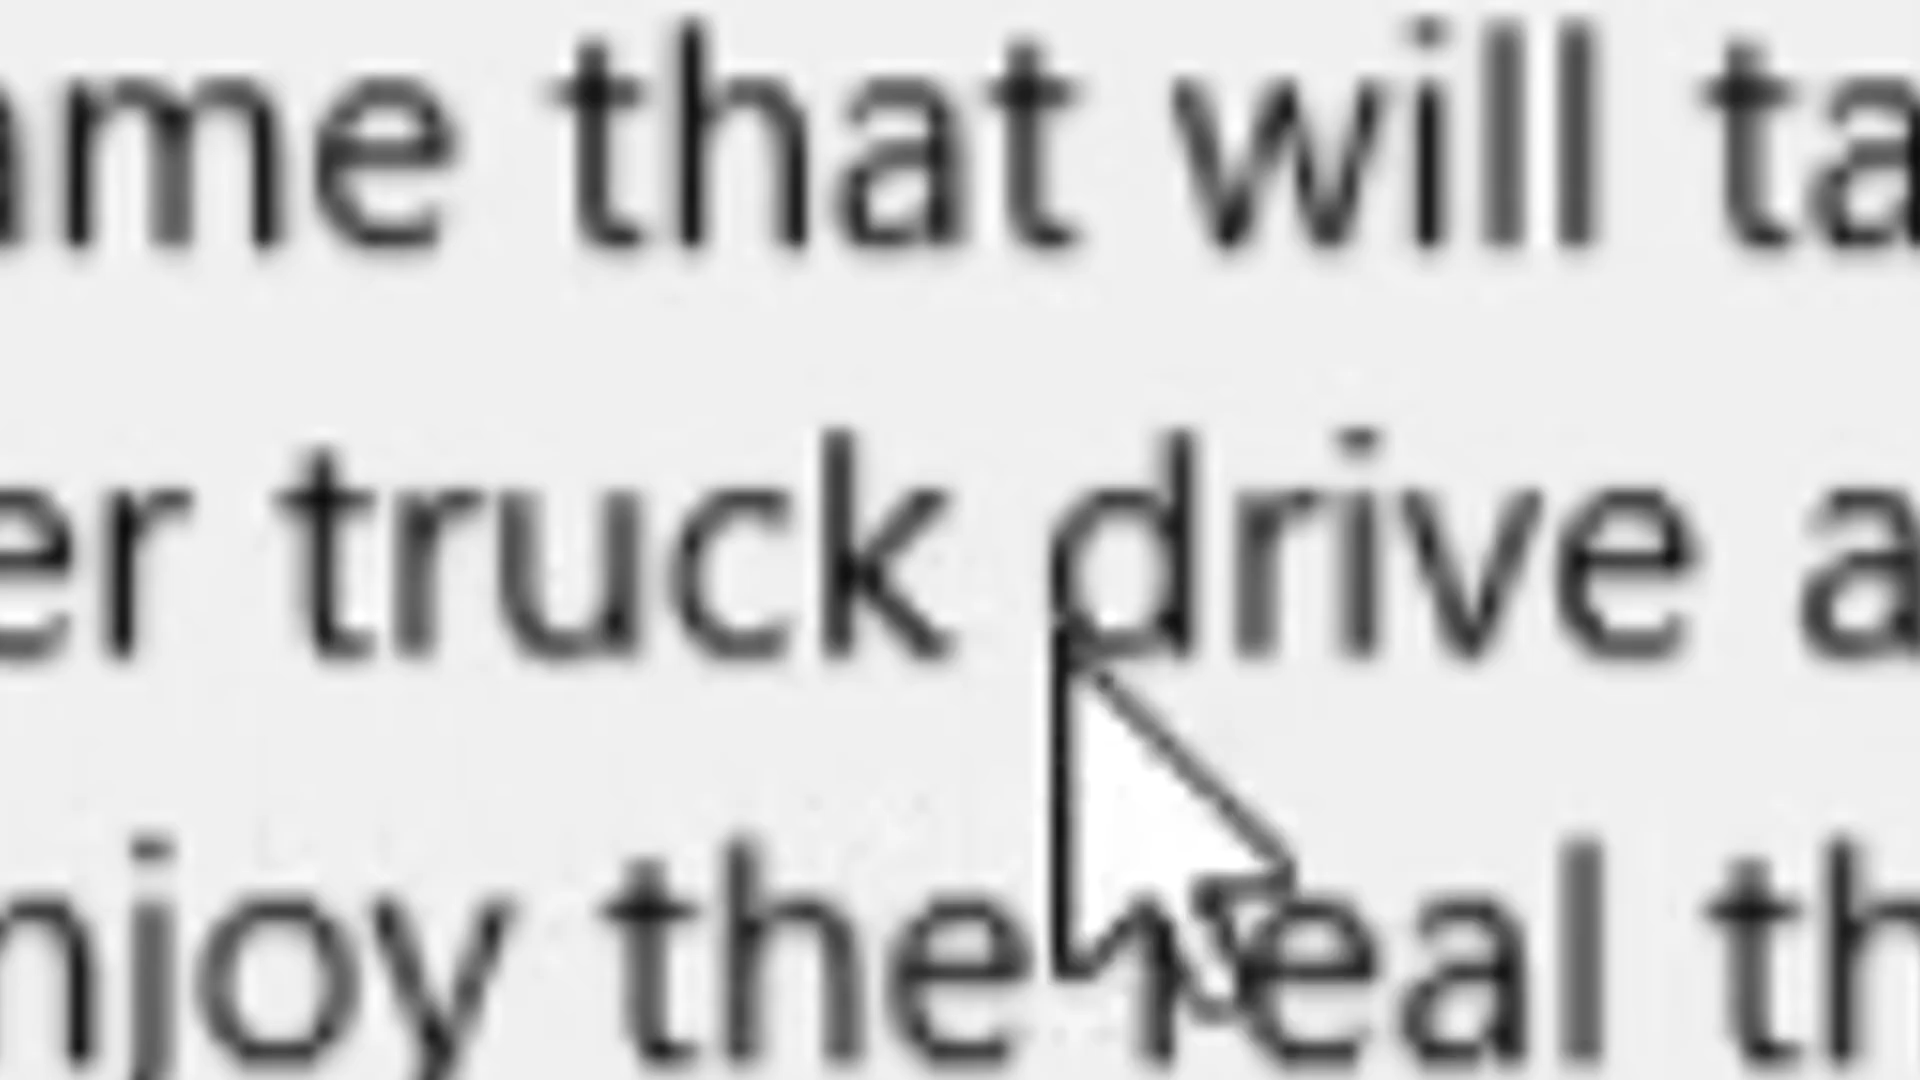 ame that will ta
er truck drive a
njoy the real th